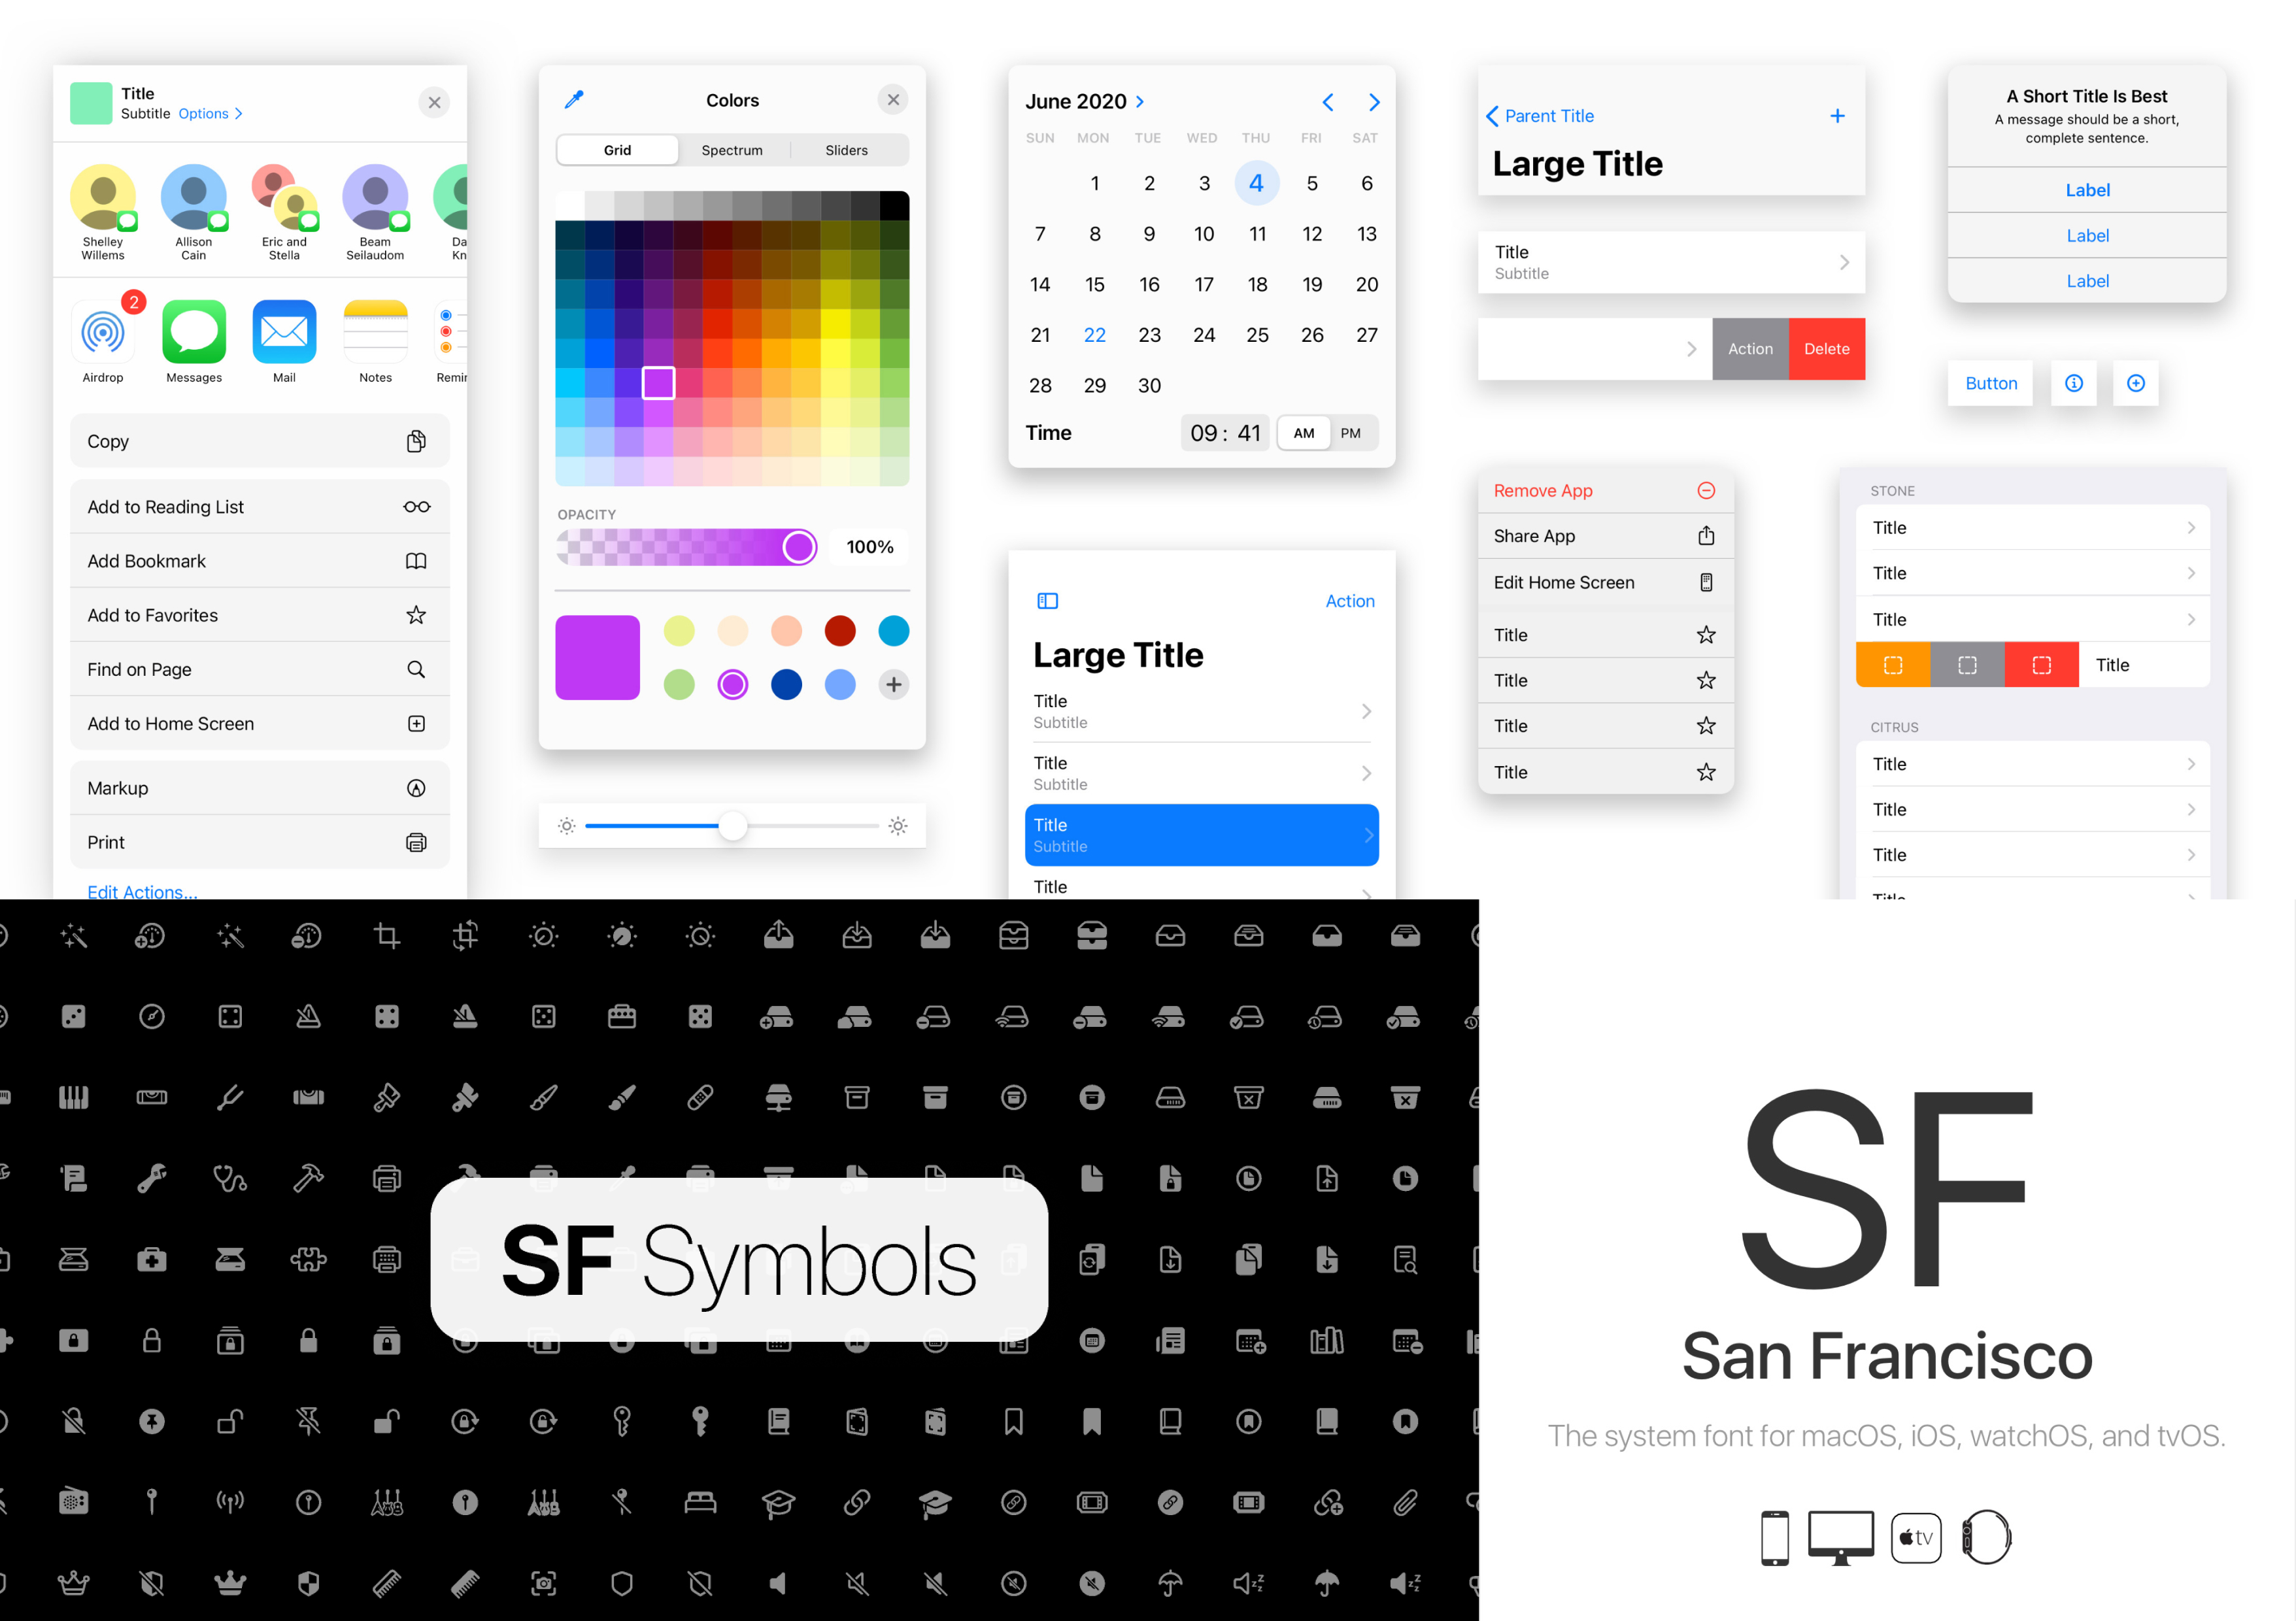 Title
Subtitle Options
Shelley
Willems
Allison
Cain
Eric and
Stella
Beam
Seilaudom
Da
Kn
2
Airdrop
Messages
Mail
Notes
Remi
Copy
Add to Reading List
Add Bookmark
Add to Favorites
Find on Page
Add to Home Screen
Markup
Print
Edit Actions...
Colors
Grid Spectrum Sliders
OPACITY
100%
June 2020
SUN MON TUE WED THU FRI SAT
1 2 3 4 5 6
7 8 9 10 11 12 13
14 15 16 17 18 19 20
21 22 23 24 25 26 27
28 29 30
Time 09 : 41 AM PM
Action
Large Title
Title
Subtitle
Title
Subtitle
Title
Subtitle
Title
Parent Title
Large Title
Title
Subtitle
Action Delete
A Short Title Is Best
A message should be a short,
complete sentence.
Label
Label
Label
Button
Remove App
Share App
Edit Home Screen
Title
Title
Title
Title
STONE
Title
Title
Title
Title
CITRUS
Title
Title
Title
Title
SF Symbols
SF
San Francisco
The system font for macOS, iOS, watchOS, and tvOS.
tv